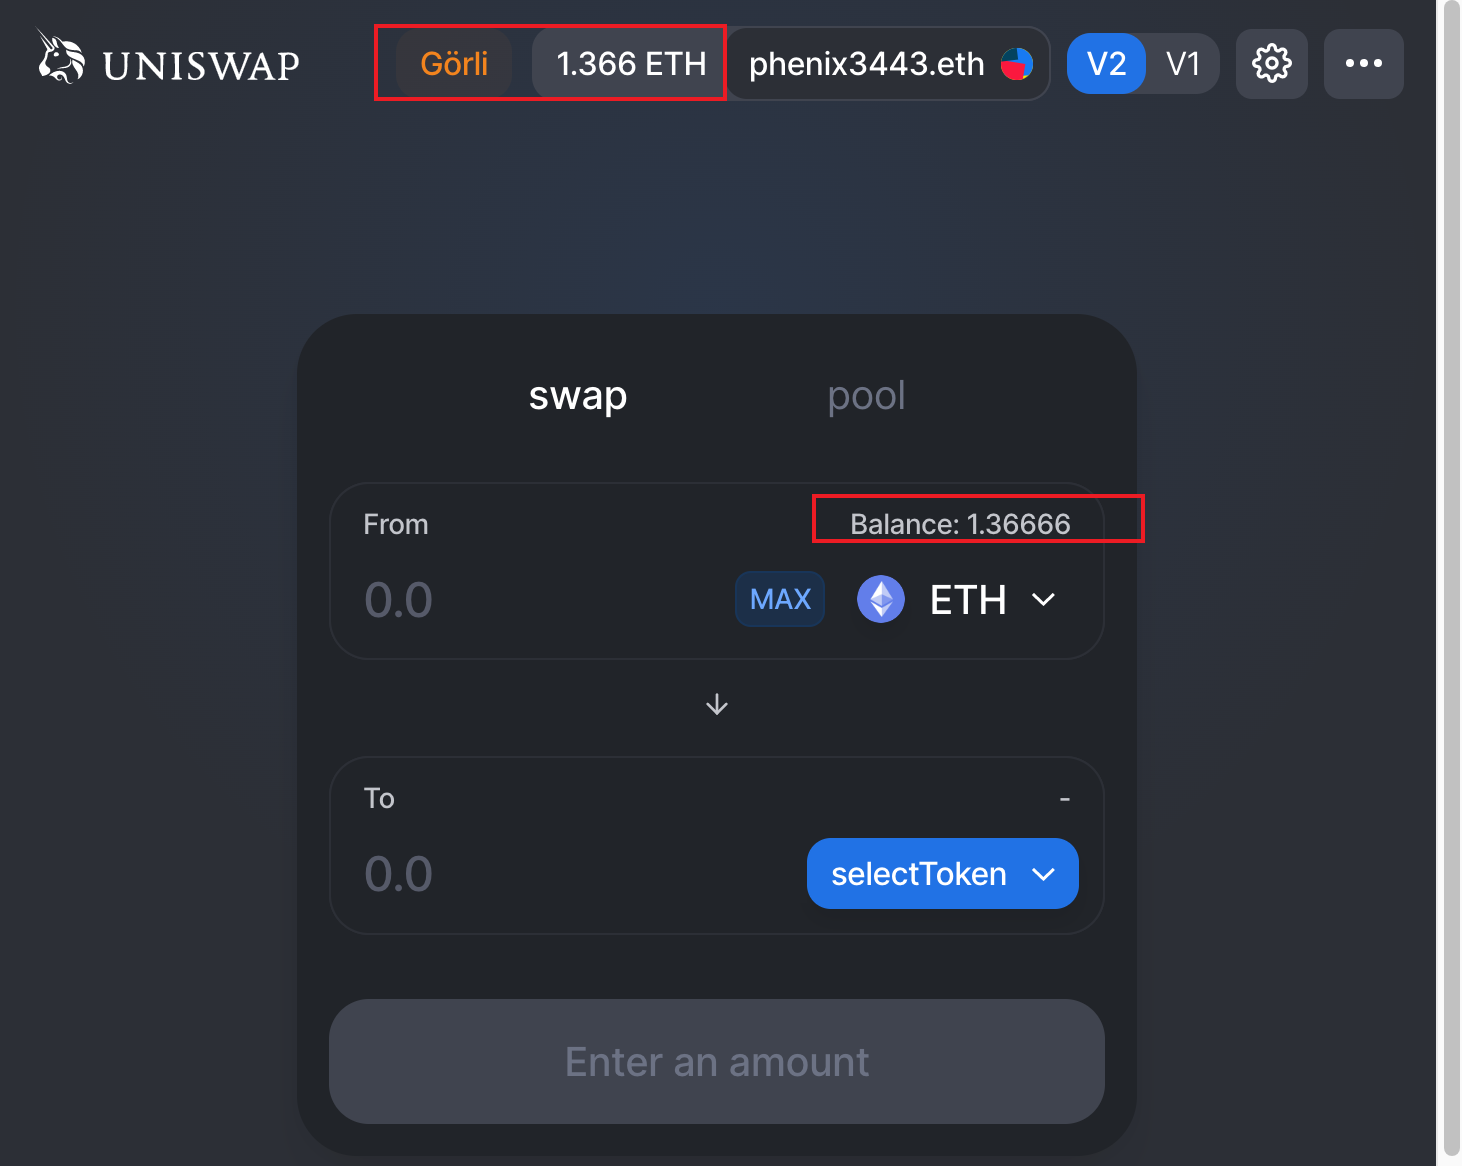 UNISWAP
Görli 1.366 ETH phenix3443.eth V2 V1
swap pool
From Balance: 1.36666
0.0 MAX ETH
To -
0.0 selectToken
Enter an amount